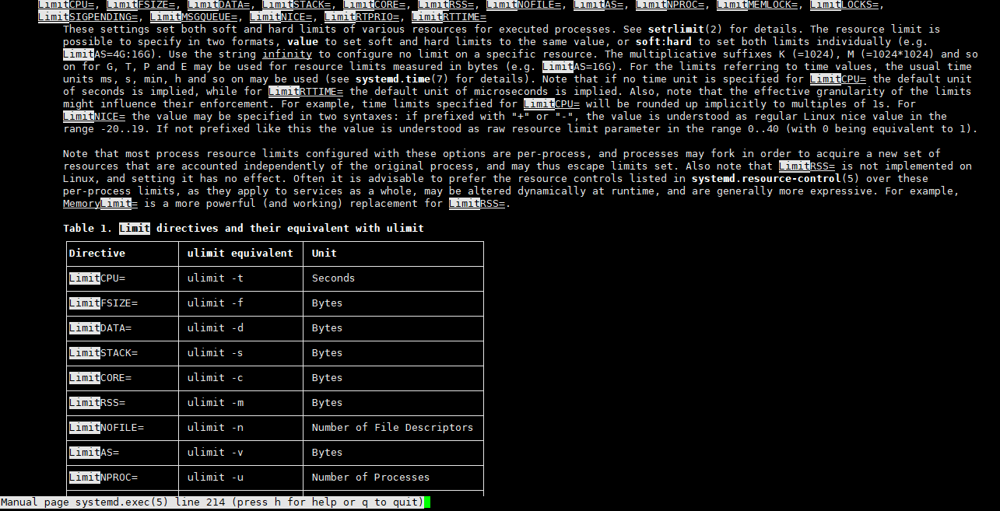 LimitCPU=, LimitFSIZE=, LimitDATA=, LimitSTACK=, LimitCORE=, LimitRSS=, LimitNOFILE=, LimitAS=, LimitNPROC=, LimitMEMLOCK=, LimitLOCKS=,
LimitSIGPENDING=, LimitMSGQUEUE=, LimitNICE=, LimitRTPRIO=, LimitRTTIME=
These settings set both soft and hard limits of various resources for executed processes. See setrlimit(2) for details. The resource limit is
possible to specify in two formats, value to set soft and hard limits to the same value, or soft:hard to set both limits individually (e.g.
LimitAS=4G:16G). Use the string infinity to configure no limit on a specific resource. The multiplicative suffixes K (=1024), M (=1024*1024) and so
on for G, T, P and E may be used for resource limits measured in bytes (e.g. LimitAS=16G). For the limits referring to time values, the usual time
units ms, s, min, h and so on may be used (see systemd.time(7) for details). Note that if no time unit is specified for LimitCPU= the default unit
of seconds is implied, while for LimitRTTIME= the default unit of microseconds is implied. Also, note that the effective granularity of the limits
might influence their enforcement. For example, time limits specified for LimitCPU= will be rounded up implicitly to multiples of 1s. For
LimitNICE= the value may be specified in two syntaxes: if prefixed with "+" or "-", the value is understood as regular Linux nice value in the
range -20..19. If not prefixed like this the value is understood as raw resource limit parameter in the range 0..40 (with 0 being equivalent to 1).
Note that most process resource limits configured with these options are per-process, and processes may fork in order to acquire a new set of
resources that are accounted independently of the original process, and may thus escape limits set. Also note that LimitRSS= is not implemented on
Linux, and setting it has no effect. Often it is advisable to prefer the resource controls listed in systemd.resource-control(5) over these
per-process limits, as they apply to services as a whole, may be altered dynamically at runtime, and are generally more expressive. For example,
MemoryLimit= is a more powerful (and working) replacement for LimitRSS=.
Table 1. Limit directives and their equivalent with ulimit
Directive ulimit equivalent Unit
LimitCPU= ulimit -t Seconds
LimitFSIZE= ulimit -f Bytes
LimitDATA= ulimit -d Bytes
LimitSTACK= ulimit -s Bytes
LimitCORE= ulimit -c Bytes
LimitRSS= ulimit -m Bytes
LimitNOFILE= ulimit -n Number of File Descriptors
LimitAS= ulimit -v Bytes
LimitNPROC= ulimit -u Number of Processes
Manual page systemd.exec(5) line 214 (press h for help or q to quit)